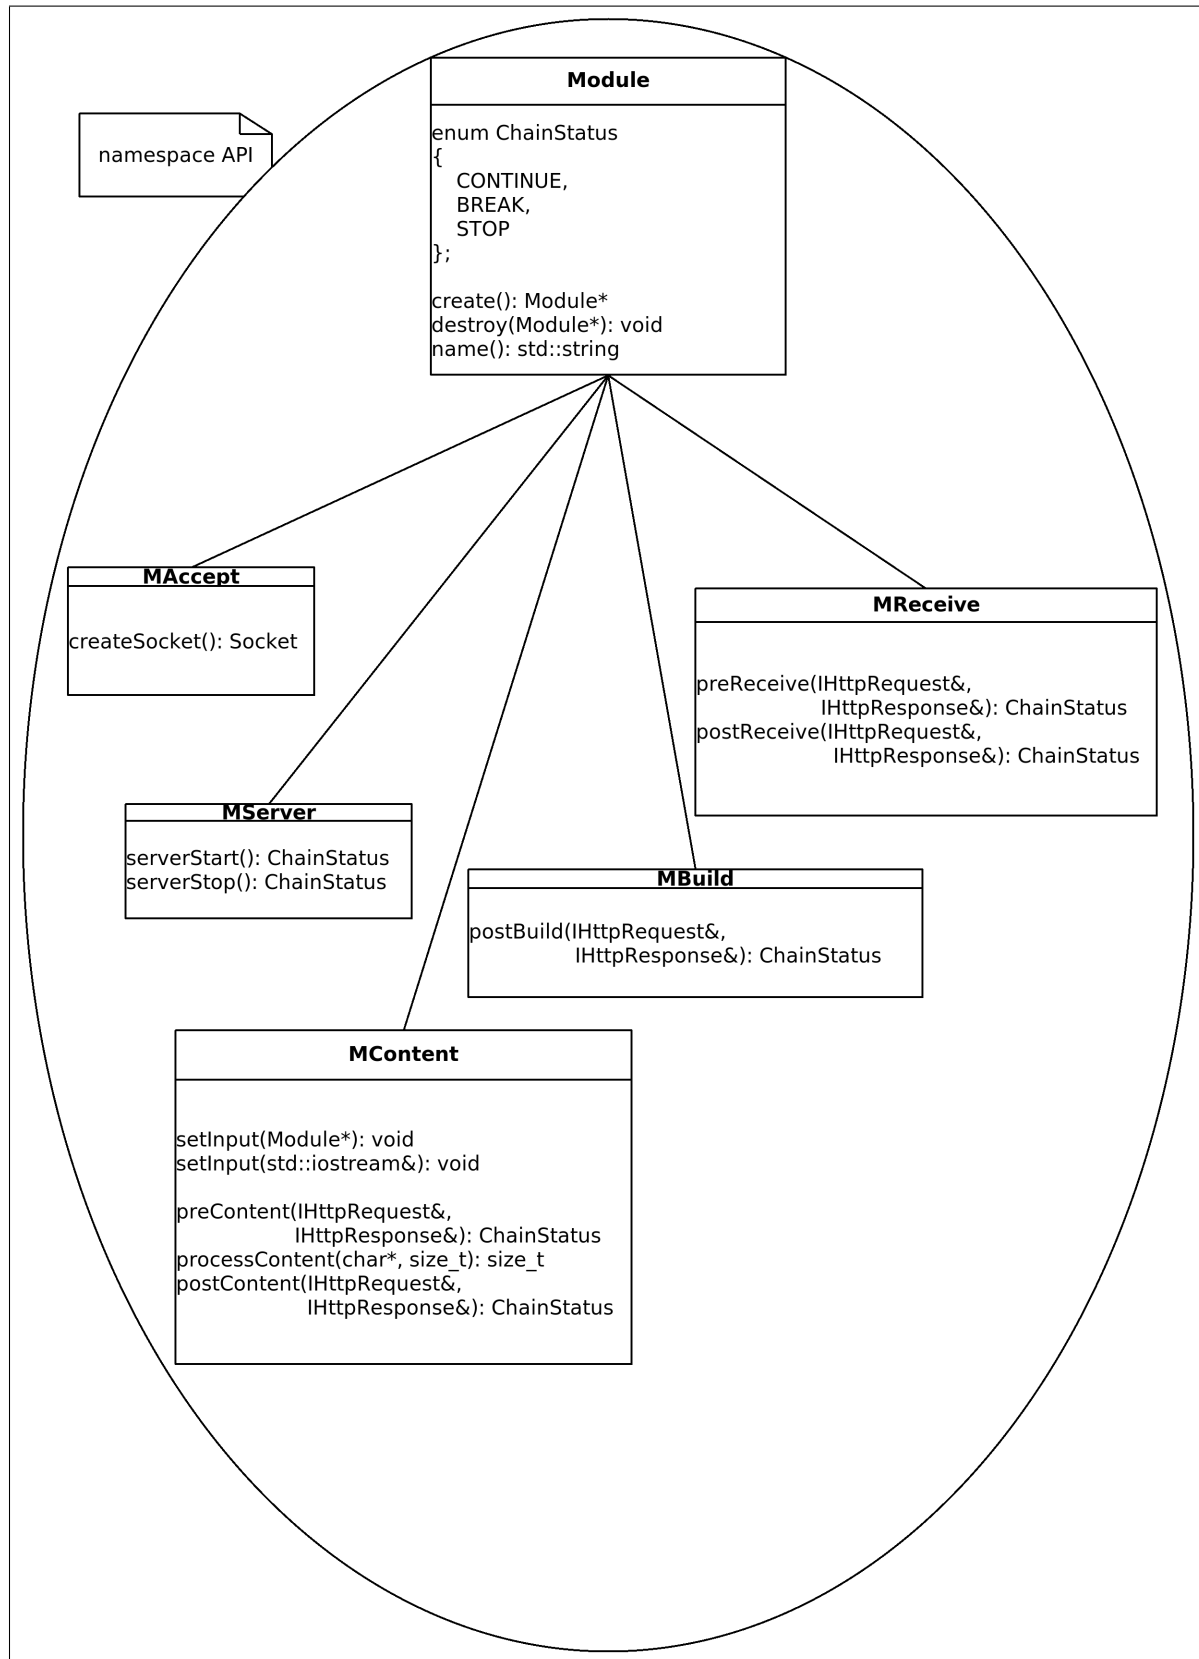 Module
enum ChainStatus
{
    CONTINUE,
    BREAK,
    STOP
};
create(): Module*
destroy(Module*): void
name(): std::string
namespace API
MAccept
createSocket(): Socket
MReceive
preReceive(IHttpRequest&,
IHttpResponse&): ChainStatus
postReceive(IHttpRequest&,
IHttpResponse&): ChainStatus
MServer
serverStart(): ChainStatus
serverStop(): ChainStatus
MBuild
postBuild(IHttpRequest&,
IHttpResponse&): ChainStatus
MContent
setInput(Module*): void
setInput(std::iostream&): void
preContent(IHttpRequest&,
IHttpResponse&): ChainStatus
processContent(char*, size_t): size_t
postContent(IHttpRequest&,
IHttpResponse&): ChainStatus